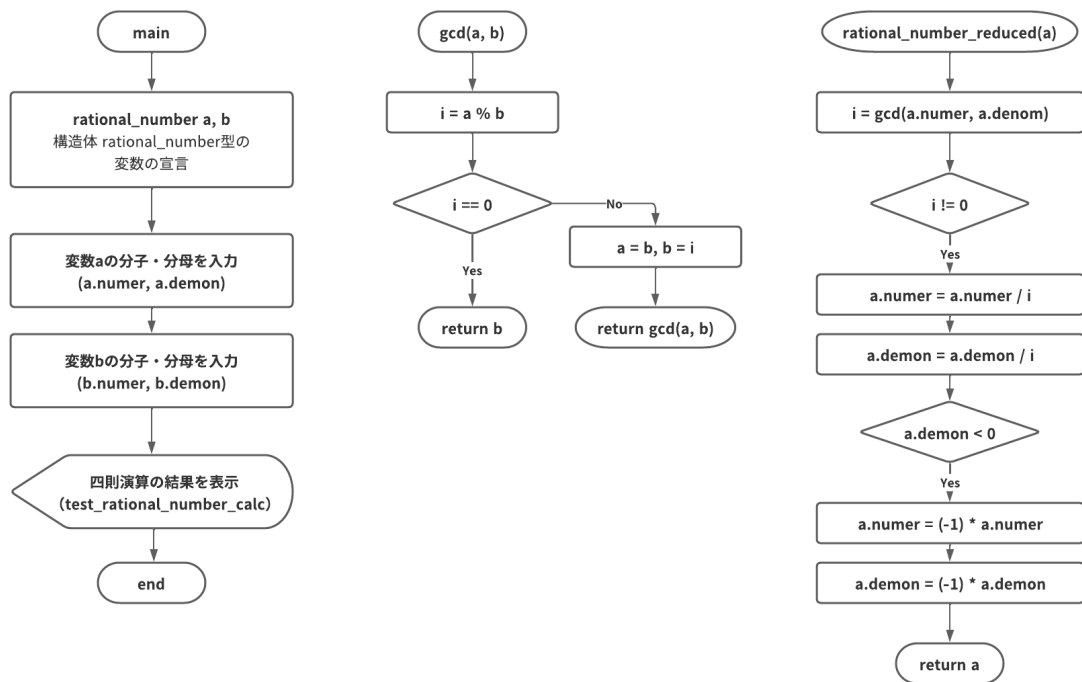 main
rational_number a, b
構造体 rational_number型の
変数の宣言
変数aの分子・分母を入力
(a.numer, a.demon)
変数bの分子・分母を入力
(b.numer, b.demon)
四則演算の結果を表示
（test_rational_number_calc）
end
gcd(a, b)
i = a % b
i == 0
No
Yes
a = b, b = i
return b
return gcd(a, b)
rational_number_reduced(a)
i = gcd(a.numer, a.denom)
i != 0
Yes
a.numer = a.numer / i
a.demon = a.demon / i
a.demon < 0
Yes
a.numer = (-1) * a.numer
a.demon = (-1) * a.demon
return a